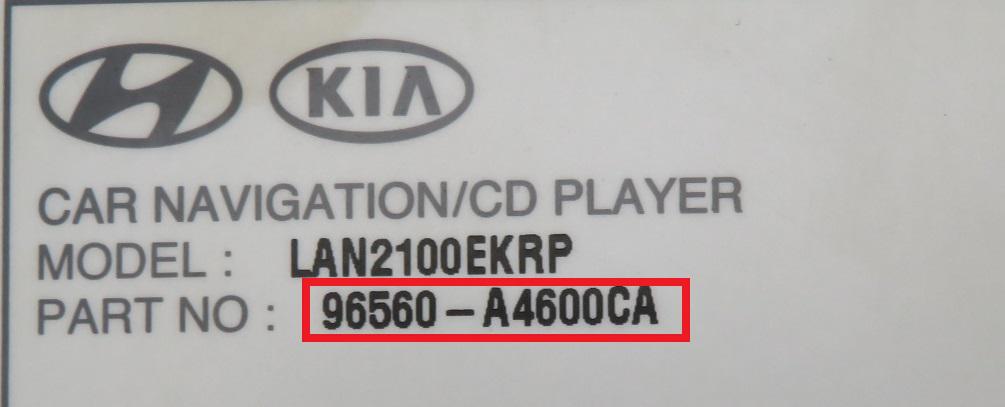 KIA
CAR NAVIGATION/CD PLAYER
MODEL : LAN2100EKRP
PART NO : 96560-A4600CA